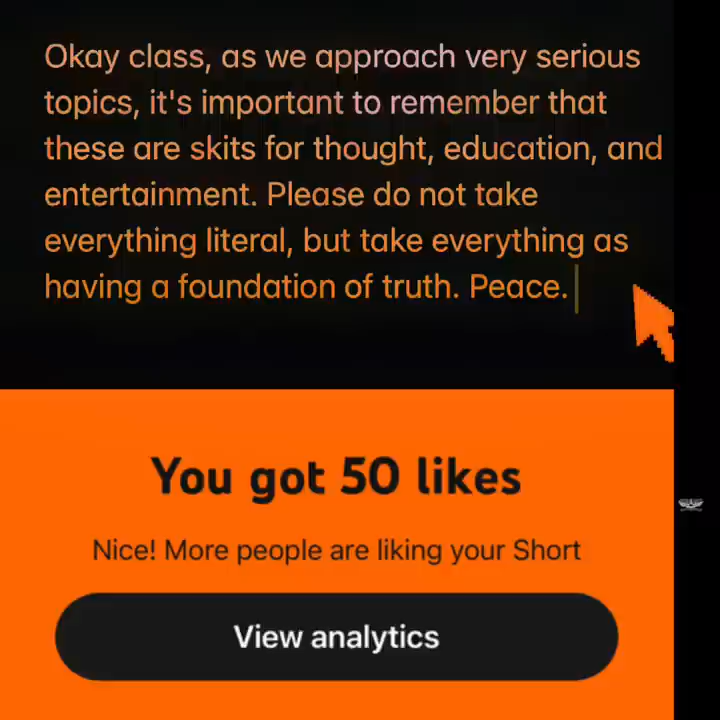 Okay class, as we approach very serious
topics, it's important to remember that
these are skits for thought, education, and
entertainment. Please do not take
everything literal, but take everything as
having a foundation of truth. Peace.
You got 50 likes
Nice! More people are liking your Short
View analytics